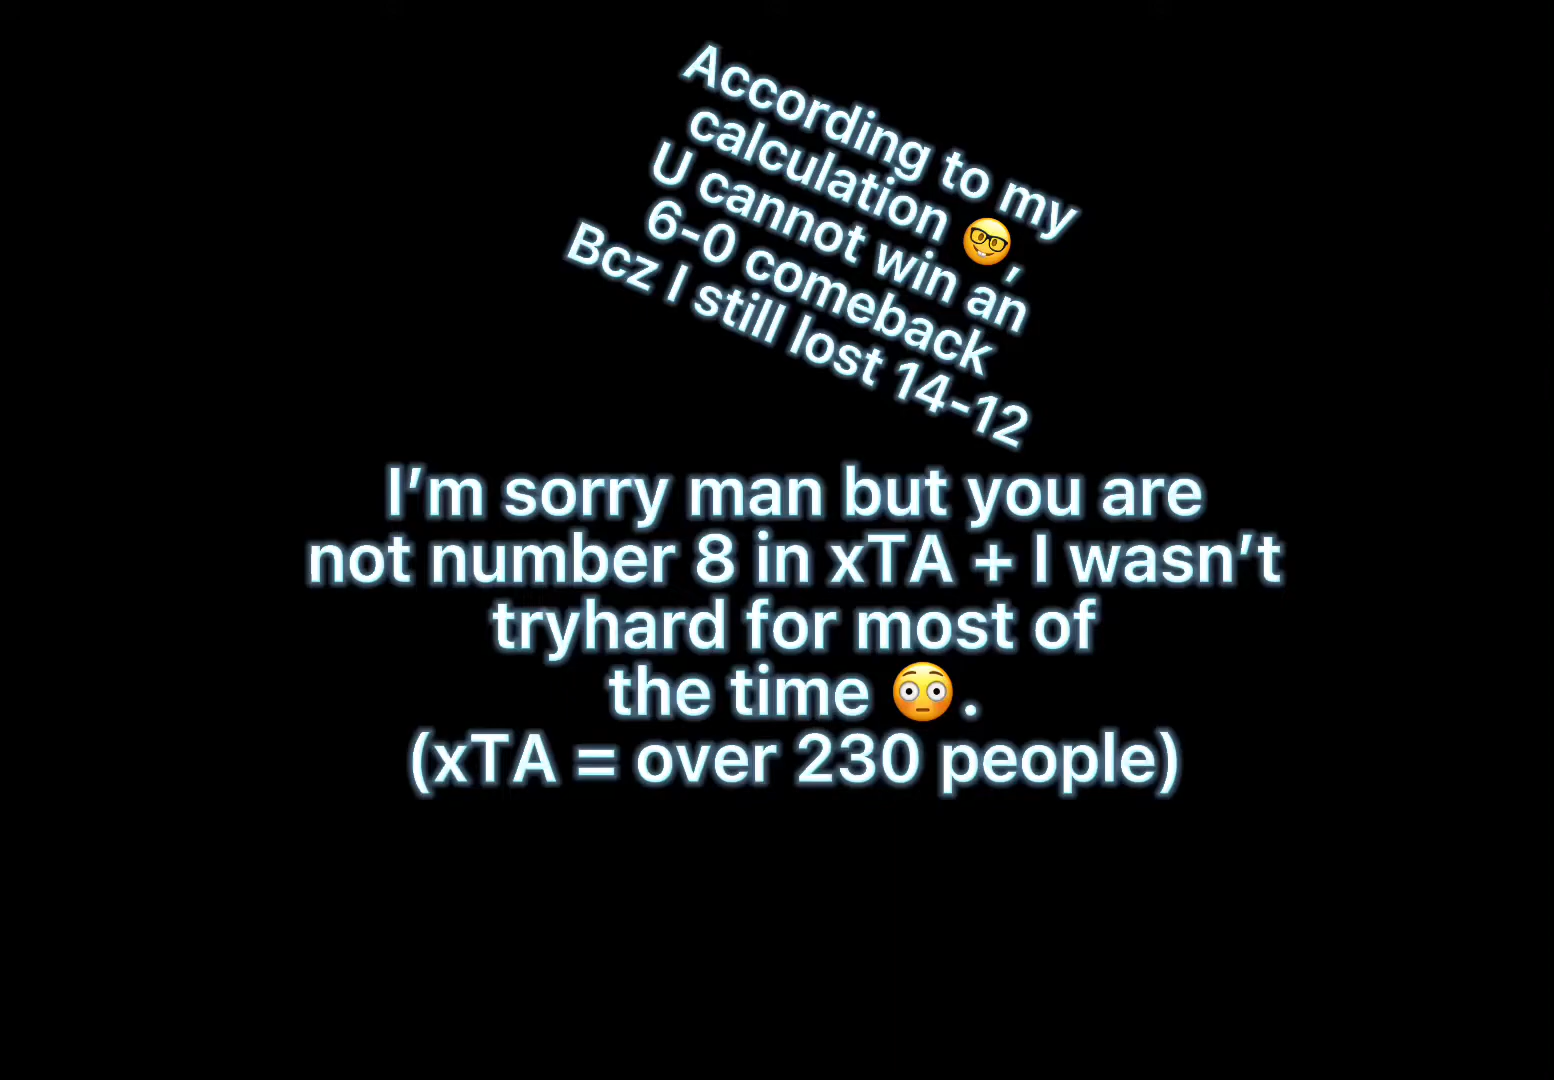 According to my
calculation 🤓,
U cannot win an
6-0 comeback
Bcz I still lost 14-12
I’m sorry man but you are
not number 8 in xTA + I wasn’t
tryhard for most of
the time 😳.
(xTA = over 230 people)